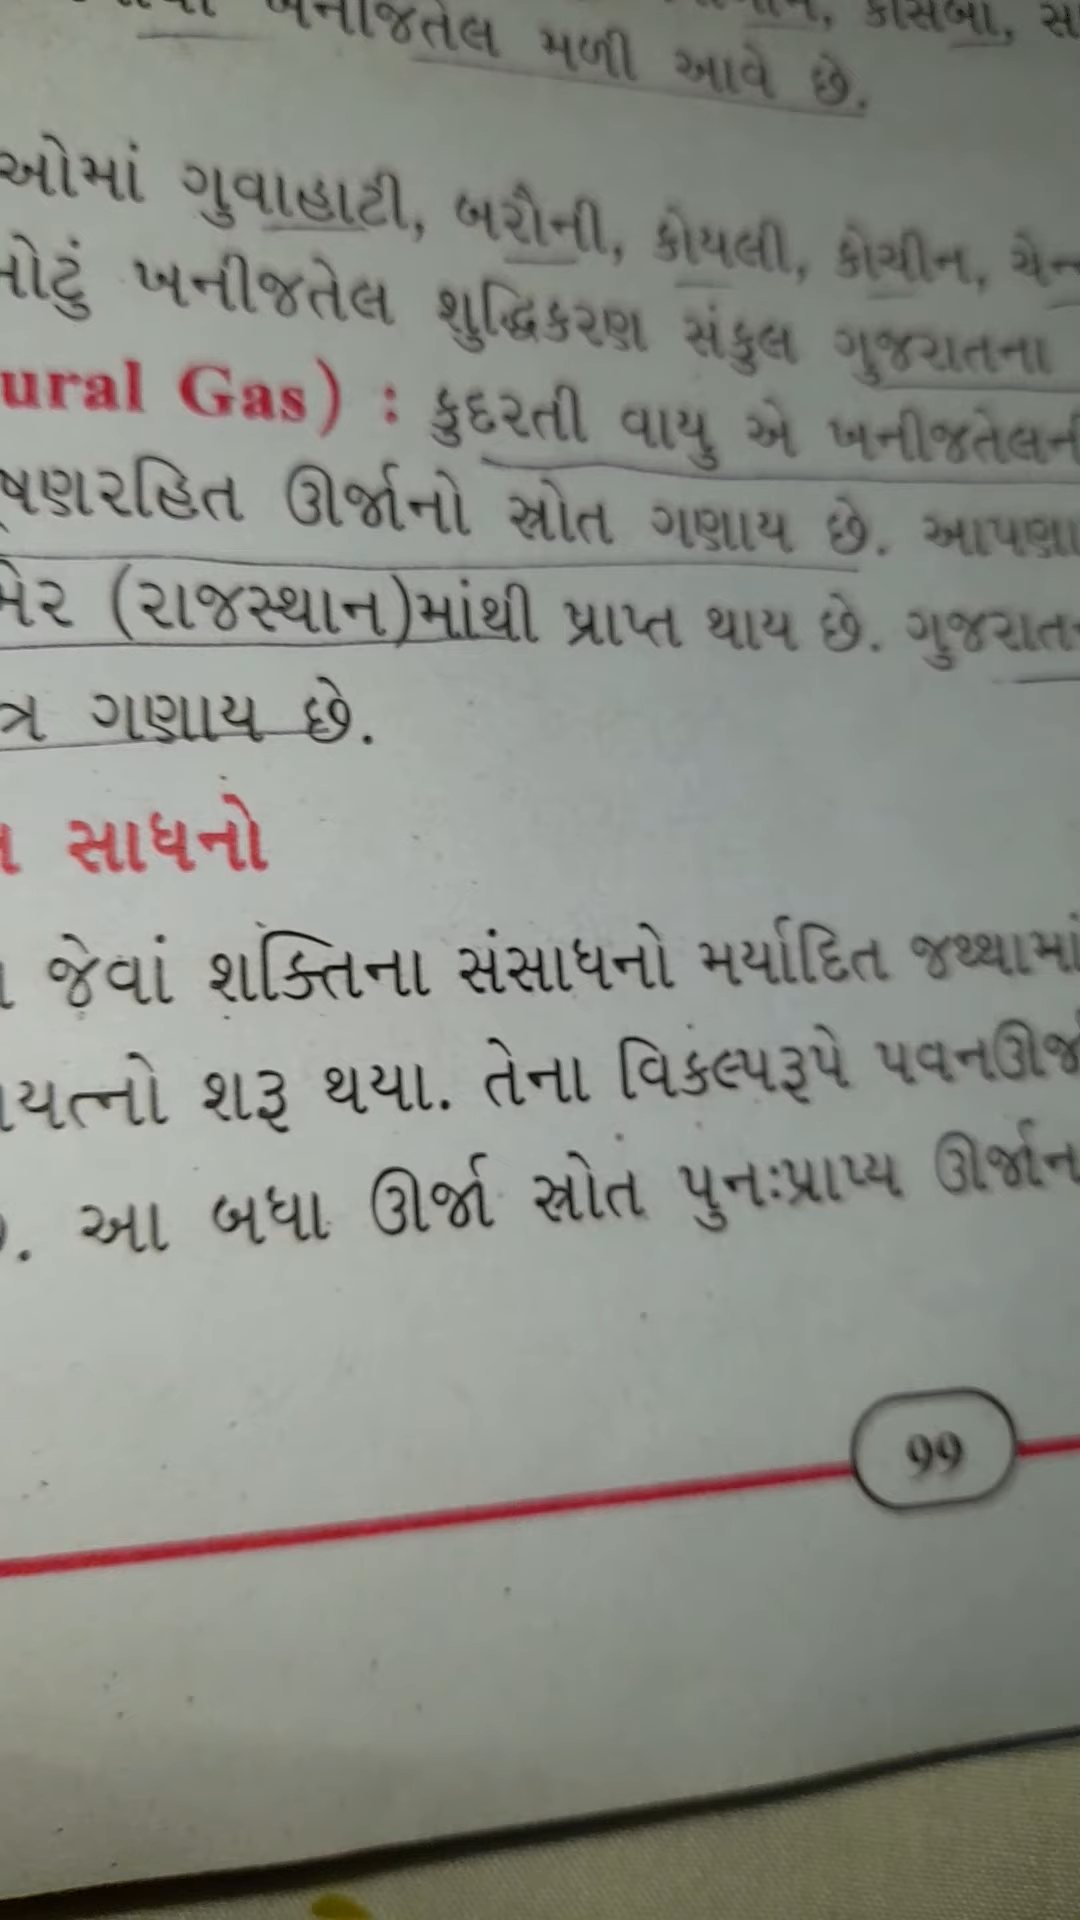 ખનીજતેલ મળી આવે છે.
ઓમાં ગુવાહાટી, બરૌની, કોયલી, કોચીન,
ખનીજતેલ શુદ્ધિકરણ સંકુલ ગુજરાતના
ural Gas) : કુદરતી વાયુ એ ખનીજતેલની
ષણરહિત ઊર્જાનો સ્રોત ગણાય છે. આપણા
મેર (રાજસ્થાન)માંથી પ્રાપ્ત થાય છે. ગુજરાત
ત્ર ગણાય છે.
સાધનો
જેવાં શક્તિના સંસાધનો મર્યાદિત જથ્થામાં
યત્નો શરૂ થયા. તેના વિકલ્પરૂપે પવનઊર્જા
. આ બધા ઊર્જા સ્રોત પુનઃપ્રાપ્ય ઊર્જાન
99